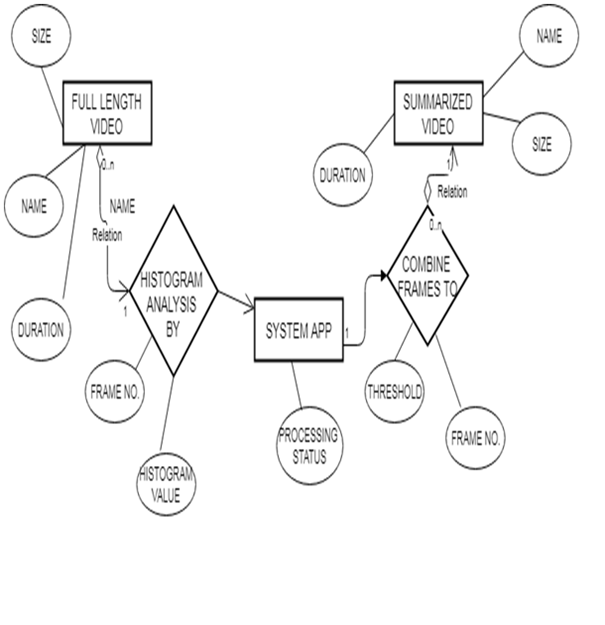 SIZE
NAME
FULL LENGTH
VIDEO
SUMMARIZED
VIDEO
SIZE
DURATION
0..n
1
Relation
NAME
NAME
Relation
0..n
HISTOGRAM
ANALYSIS
BY
COMBINE
FRAMES TO
1
DURATION
SYSTEM APP
1
FRAME NO.
THRESHOLD
PROCESSING
STATUS
FRAME NO.
HISTOGRAM
VALUE